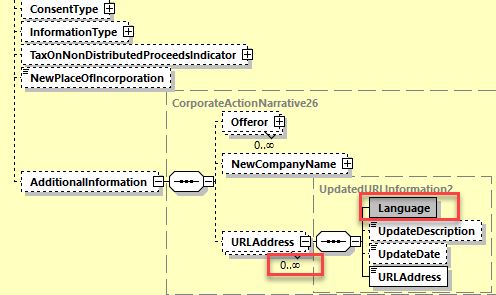 ConsentType
InformationType
TaxOnNonDistributedProceedsIndicator
NewPlaceOfIncorporation
CorporateActionNarrative26
Offeror
0..∞
NewCompanyName
AdditionalInformation
UpdatedURLInformation2
Language
UpdateDescription
URLAddress
0..∞
UpdateDate
URLAddress